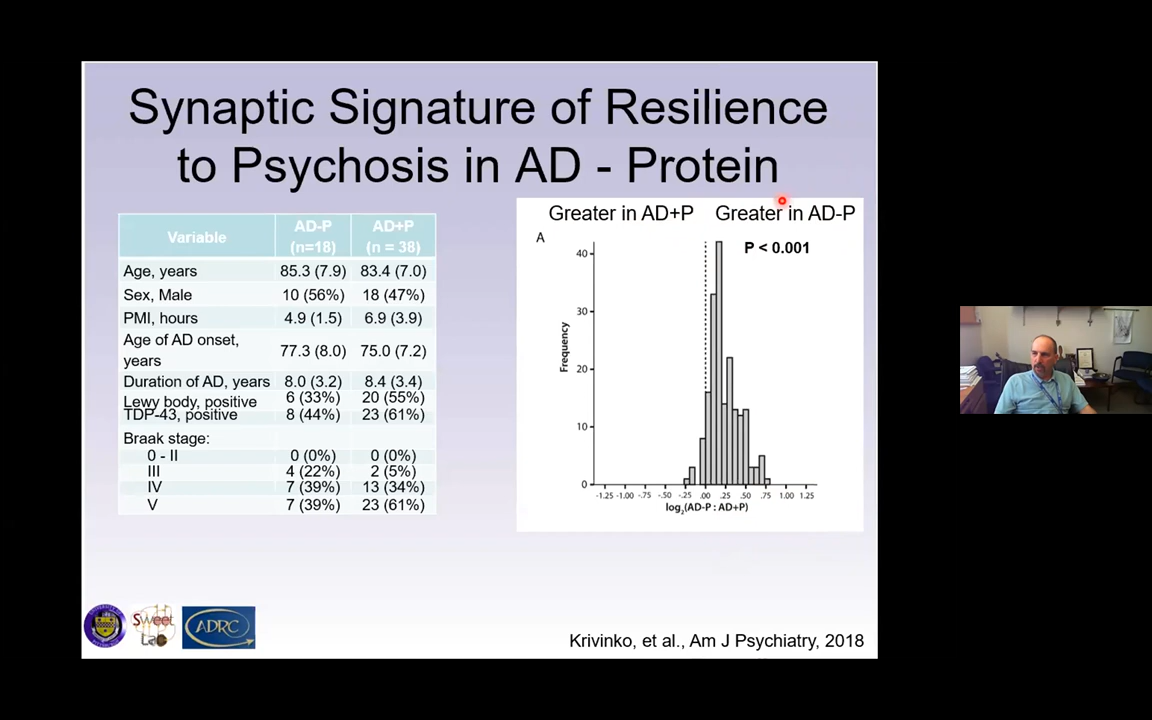 Synaptic Signature of Resilience
to Psychosis in AD - Protein
Variable AD-P (n=18) AD+P (n = 38)
Age, years 85.3 (7.9) 83.4 (7.0)
Sex, Male 10 (56%) 18 (47%)
PMI, hours 4.9 (1.5) 6.9 (3.9)
Age of AD onset, years 77.3 (8.0) 75.0 (7.2)
Duration of AD, years 8.0 (3.2) 8.4 (3.4)
Lewy body, positive 6 (33%) 20 (55%)
TDP-43, positive 8 (44%) 23 (61%)
Braak stage:
0 - II 0 (0%) 0 (0%)
III 4 (22%) 2 (5%)
IV 7 (39%) 13 (34%)
V 7 (39%) 23 (61%)
Greater in AD+P Greater in AD-P
A
P < 0.001
Frequency
40
30
20
10
0
-1.25 -1.00 -.75 -.50 -.25 .00 .25 .50 .75 1.00 1.25
log2(AD-P : AD+P)
Sweet
Lab
ADRC
Krivinko, et al., Am J Psychiatry, 2018